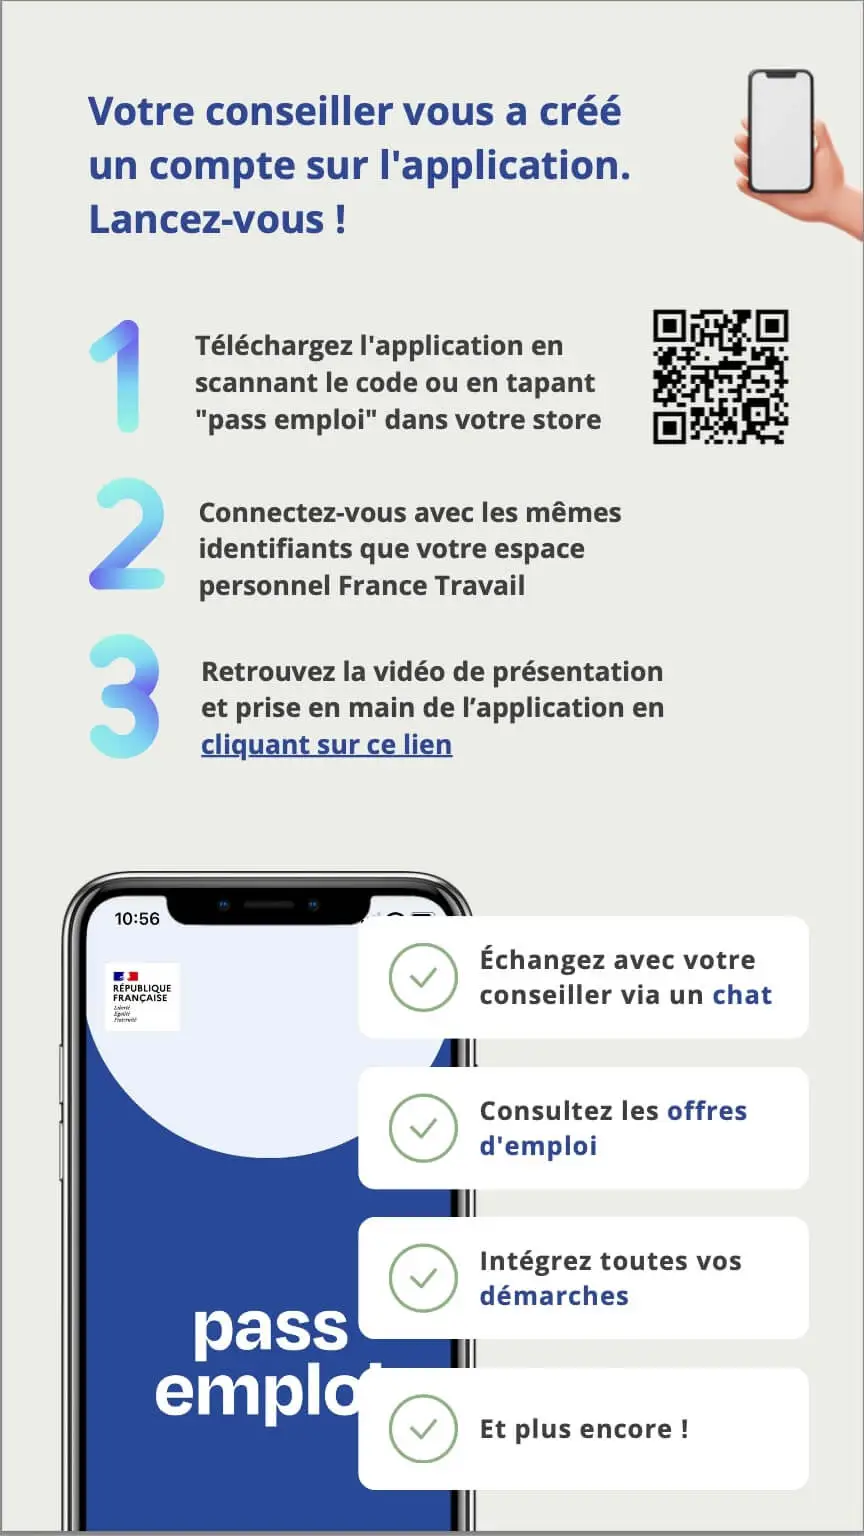 Votre conseiller vous a créé
un compte sur l'application.
Lancez-vous !
1
Téléchargez l'application en
scannant le code ou en tapant
"pass emploi" dans votre store
2
Connectez-vous avec les mêmes
identifiants que votre espace
personnel France Travail
3
Retrouvez la vidéo de présentation
et prise en main de l’application en
cliquant sur ce lien
10:56
RÉPUBLIQUE
FRANÇAISE
Liberté
Égalité
Fraternité
Échangez avec votre
conseiller via un chat
Consultez les offres
d'emploi
Intégrez toutes vos
démarches
pass
emploi
Et plus encore !